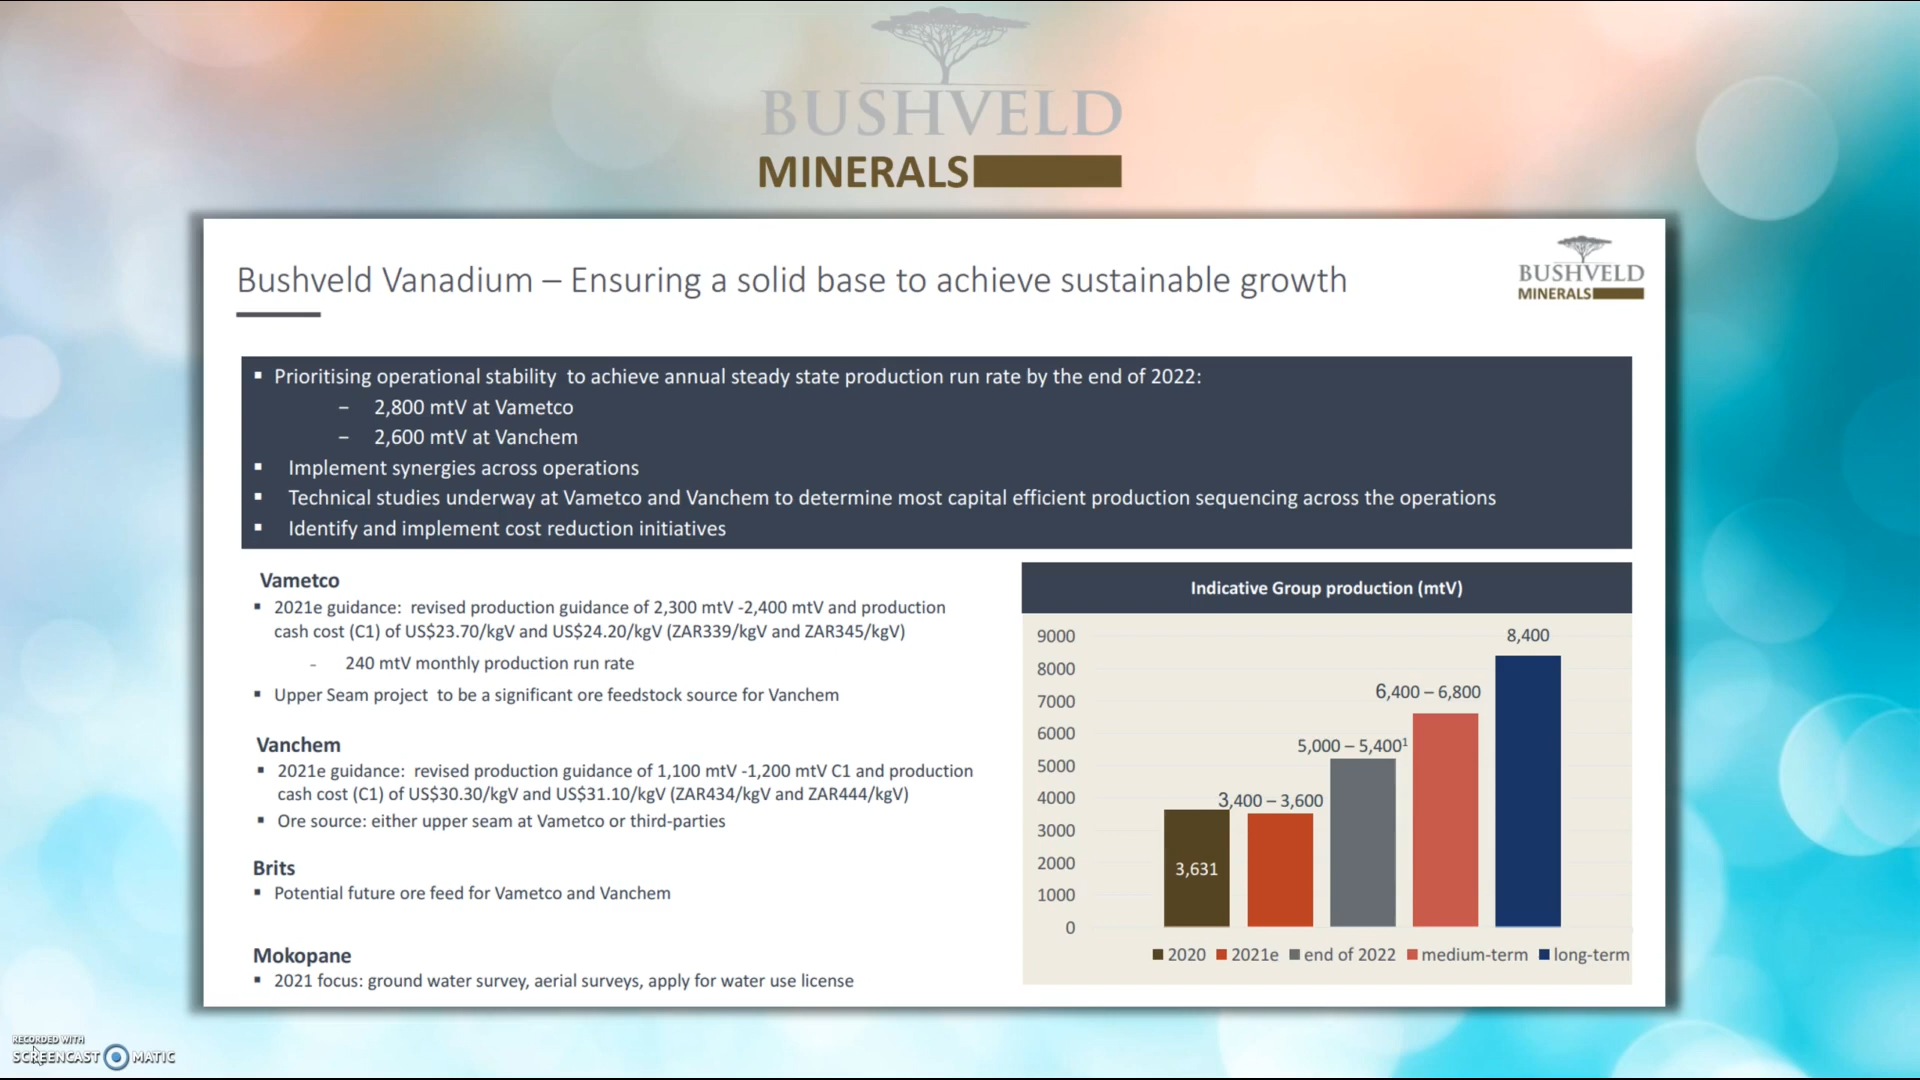 BUSHVELD
MINERALS
Bushveld Vanadium – Ensuring a solid base to achieve sustainable growth
BUSHVELD
MINERALS
▪ Prioritising operational stability to achieve annual steady state production run rate by the end of 2022:
– 2,800 mtV at Vametco
– 2,600 mtV at Vanchem
▪ Implement synergies across operations
▪ Technical studies underway at Vametco and Vanchem to determine most capital efficient production sequencing across the operations
▪ Identify and implement cost reduction initiatives
Vametco
▪ 2021e guidance: revised production guidance of 2,300 mtV -2,400 mtV and production
cash cost (C1) of US$23.70/kgV and US$24.20/kgV (ZAR339/kgV and ZAR345/kgV)
- 240 mtV monthly production run rate
▪ Upper Seam project to be a significant ore feedstock source for Vanchem
Vanchem
▪ 2021e guidance: revised production guidance of 1,100 mtV -1,200 mtV C1 and production
cash cost (C1) of US$30.30/kgV and US$31.10/kgV (ZAR434/kgV and ZAR444/kgV)
▪ Ore source: either upper seam at Vametco or third-parties
Brits
▪ Potential future ore feed for Vametco and Vanchem
Mokopane
▪ 2021 focus: ground water survey, aerial surveys, apply for water use license
Indicative Group production (mtV)
9000
8000
7000
6000
5000
4000
3000
2000
1000
0
3,631
3,400 – 3,600
5,000 – 5,400¹
6,400 – 6,800
8,400
2020 2021e end of 2022 medium-term long-term
RECORDED WITH
SCREENCAST MATIC